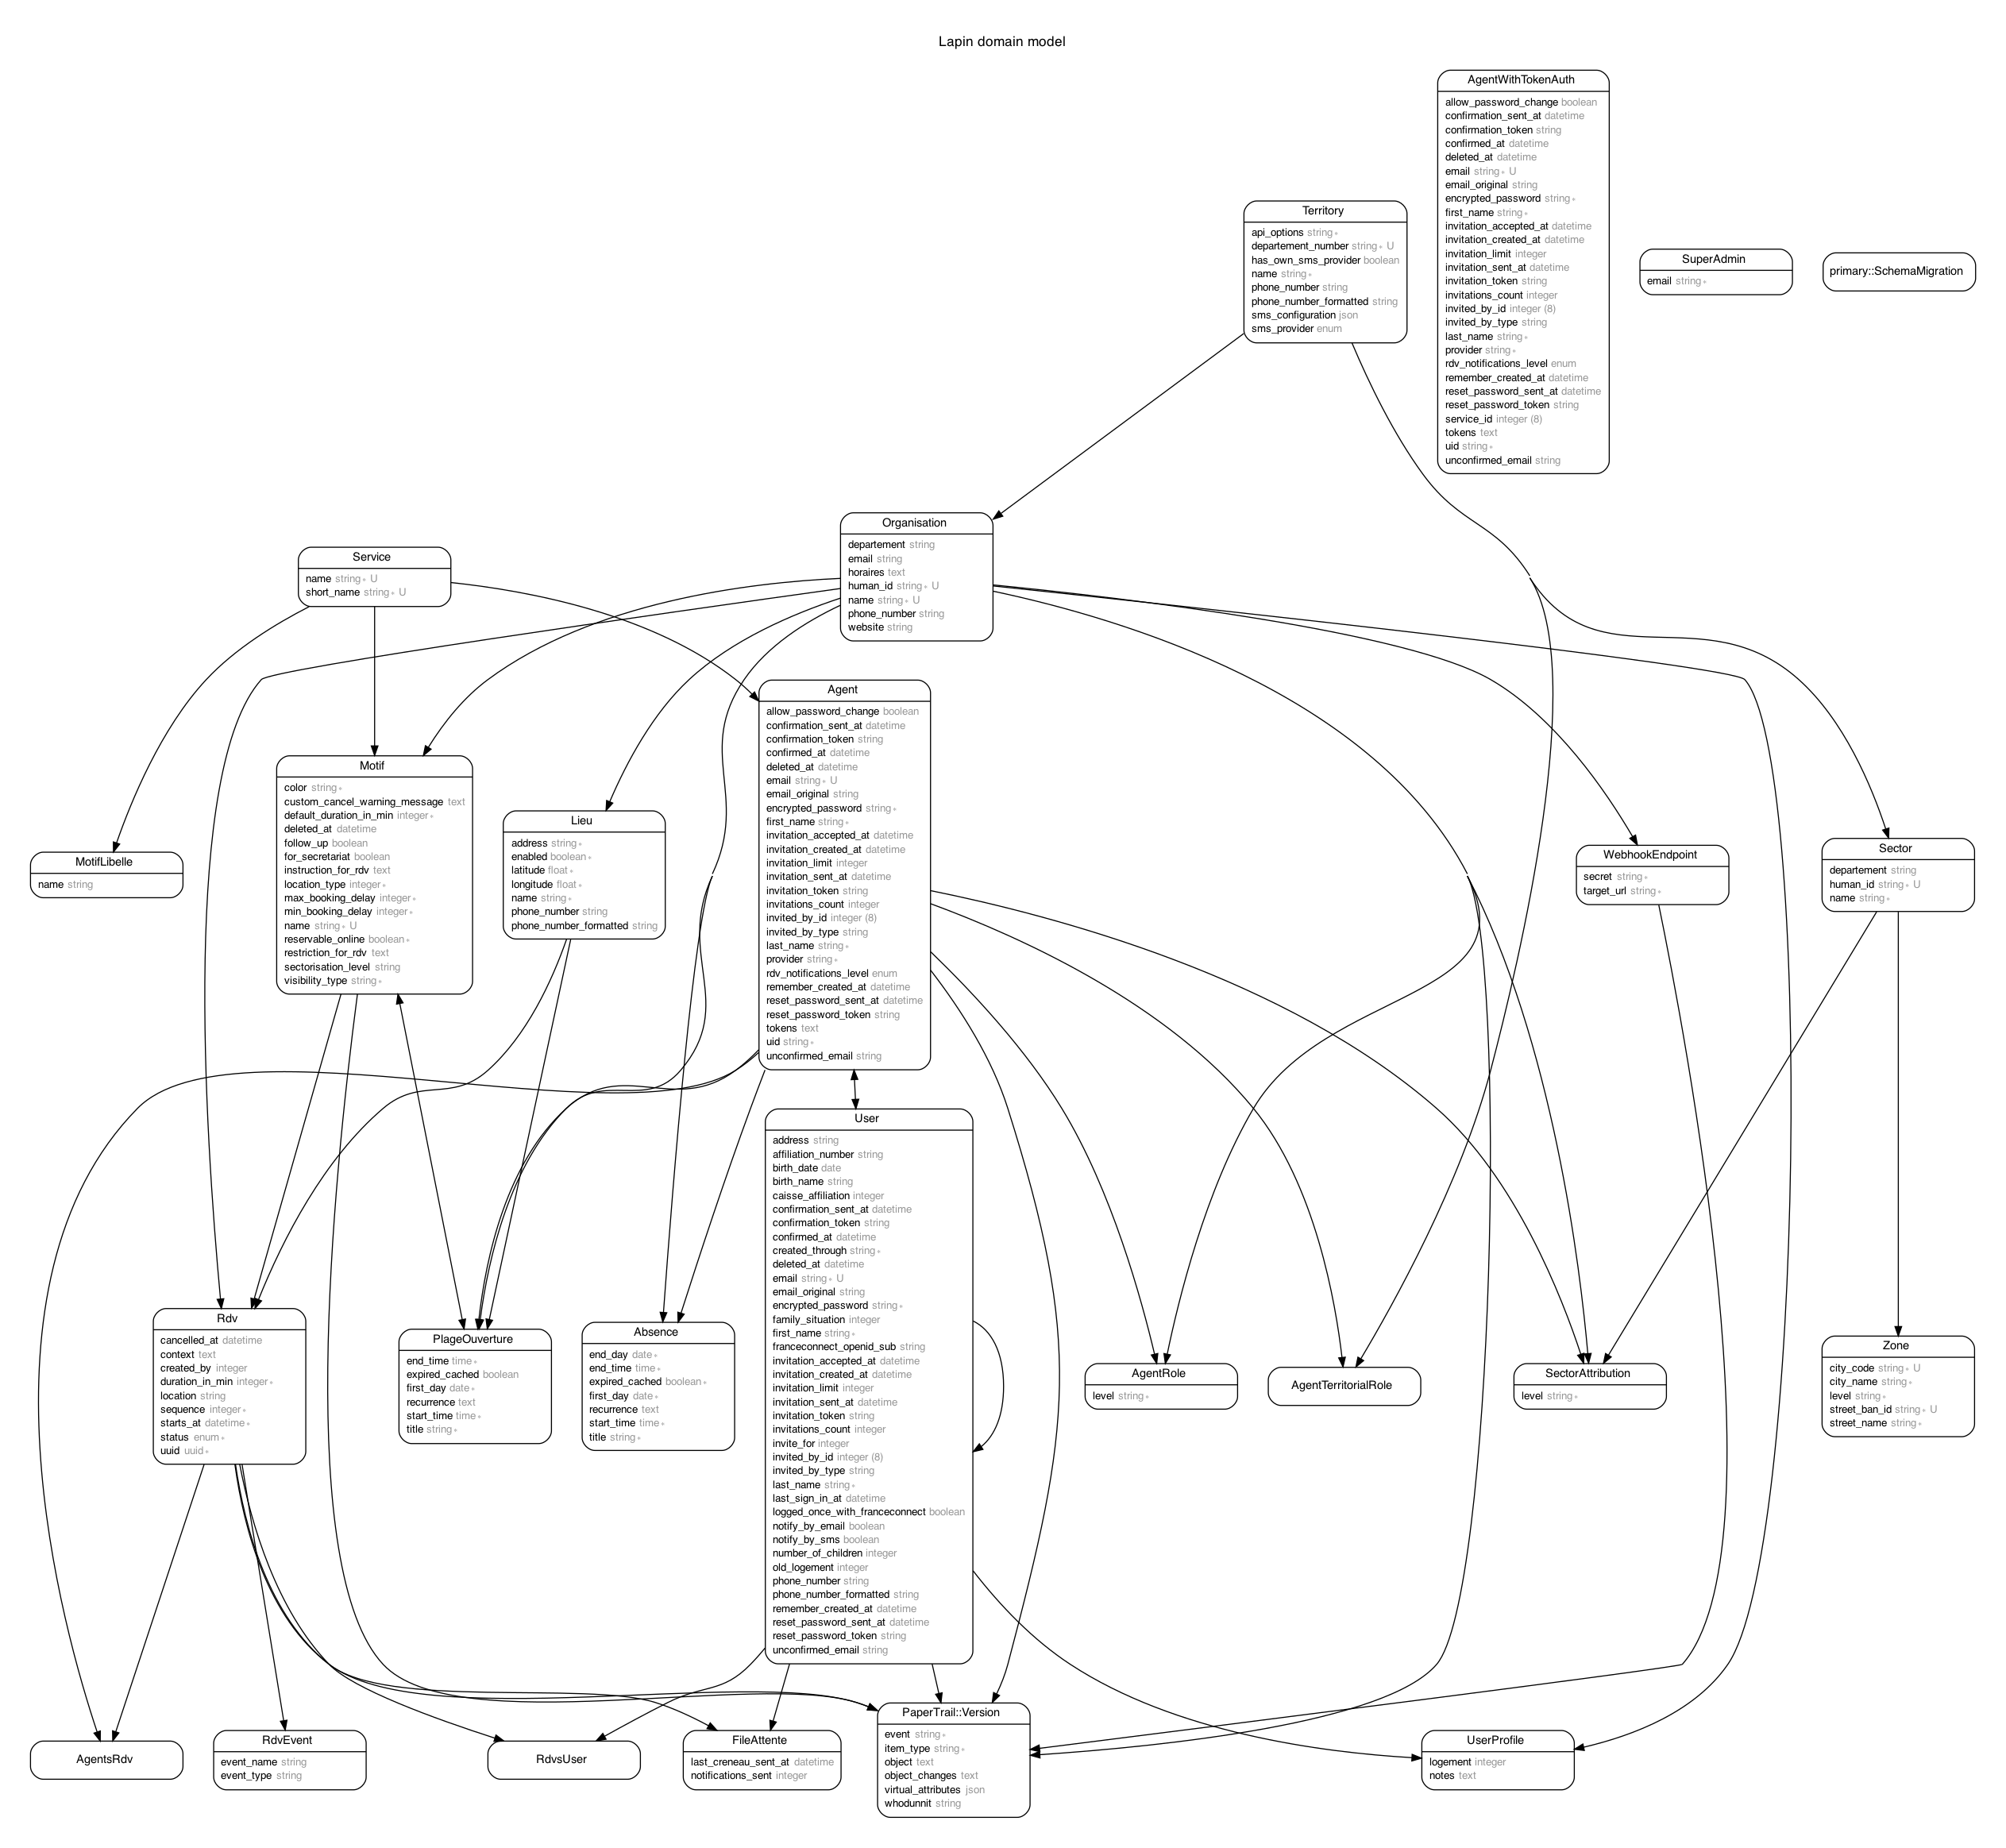 Lapin domain model
AgentWithTokenAuth
allow_password_change boolean
confirmation_sent_at datetime
confirmation_token string
confirmed_at datetime
deleted_at datetime
email string∗ U
email_original string
encrypted_password string∗
first_name string∗
invitation_accepted_at datetime
invitation_created_at datetime
invitation_limit integer
invitation_sent_at datetime
invitation_token string
invitations_count integer
invited_by_id integer (8)
invited_by_type string
last_name string∗
provider string∗
rdv_notifications_level enum
remember_created_at datetime
reset_password_sent_at datetime
reset_password_token string
service_id integer (8)
tokens text
uid string∗
unconfirmed_email string
Territory
api_options string∗
departement_number string∗ U
has_own_sms_provider boolean
name string∗
phone_number string
phone_number_formatted string
sms_configuration json
sms_provider enum
SuperAdmin
email string∗
primary::SchemaMigration
Organisation
departement string
email string
horaires text
human_id string∗ U
name string∗ U
phone_number string
website string
Service
name string∗ U
short_name string∗ U
Agent
allow_password_change boolean
confirmation_sent_at datetime
confirmation_token string
confirmed_at datetime
deleted_at datetime
email string∗ U
email_original string
encrypted_password string∗
first_name string∗
invitation_accepted_at datetime
invitation_created_at datetime
invitation_limit integer
invitation_sent_at datetime
invitation_token string
invitations_count integer
invited_by_id integer (8)
invited_by_type string
last_name string∗
provider string∗
rdv_notifications_level enum
remember_created_at datetime
reset_password_sent_at datetime
reset_password_token string
tokens text
uid string∗
unconfirmed_email string
Motif
color string∗
custom_cancel_warning_message text
default_duration_in_min integer∗
deleted_at datetime
follow_up boolean
for_secretariat boolean
instruction_for_rdv text
location_type integer∗
max_booking_delay integer∗
min_booking_delay integer∗
name string∗ U
reservable_online boolean∗
restriction_for_rdv text
sectorisation_level string
visibility_type string∗
Lieu
address string∗
enabled boolean∗
latitude float∗
longitude float∗
name string∗
phone_number string
phone_number_formatted string
MotifLibelle
name string
WebhookEndpoint
secret string∗
target_url string∗
Sector
departement string
human_id string∗ U
name string∗
User
address string
affiliation_number string
birth_date date
birth_name string
caisse_affiliation integer
confirmation_sent_at datetime
confirmation_token string
confirmed_at datetime
created_through string∗
deleted_at datetime
email string∗ U
email_original string
encrypted_password string∗
family_situation integer
first_name string∗
franceconnect_openid_sub string
invitation_accepted_at datetime
invitation_created_at datetime
invitation_limit integer
invitation_sent_at datetime
invitation_token string
invitations_count integer
invite_for integer
invited_by_id integer (8)
invited_by_type string
last_name string∗
last_sign_in_at datetime
logged_once_with_franceconnect boolean
notify_by_email boolean
notify_by_sms boolean
number_of_children integer
old_logement integer
phone_number string
phone_number_formatted string
remember_created_at datetime
reset_password_sent_at datetime
reset_password_token string
unconfirmed_email string
Rdv
cancelled_at datetime
context text
created_by integer
duration_in_min integer∗
location string
sequence integer∗
starts_at datetime∗
status enum∗
uuid uuid∗
PlageOuverture
end_time time∗
expired_cached boolean
first_day date∗
recurrence text
start_time time∗
title string∗
Absence
end_day date∗
end_time time∗
expired_cached boolean∗
first_day date∗
recurrence text
start_time time∗
title string∗
AgentRole
level string∗
AgentTerritorialRole
SectorAttribution
level string∗
Zone
city_code string∗ U
city_name string∗
level string∗
street_ban_id string∗ U
street_name string∗
AgentsRdv
RdvEvent
event_name string
event_type string
RdvsUser
FileAttente
last_creneau_sent_at datetime
notifications_sent integer
PaperTrail::Version
event string∗
item_type string∗
object text
object_changes text
virtual_attributes json
whodunnit string
UserProfile
logement integer
notes text